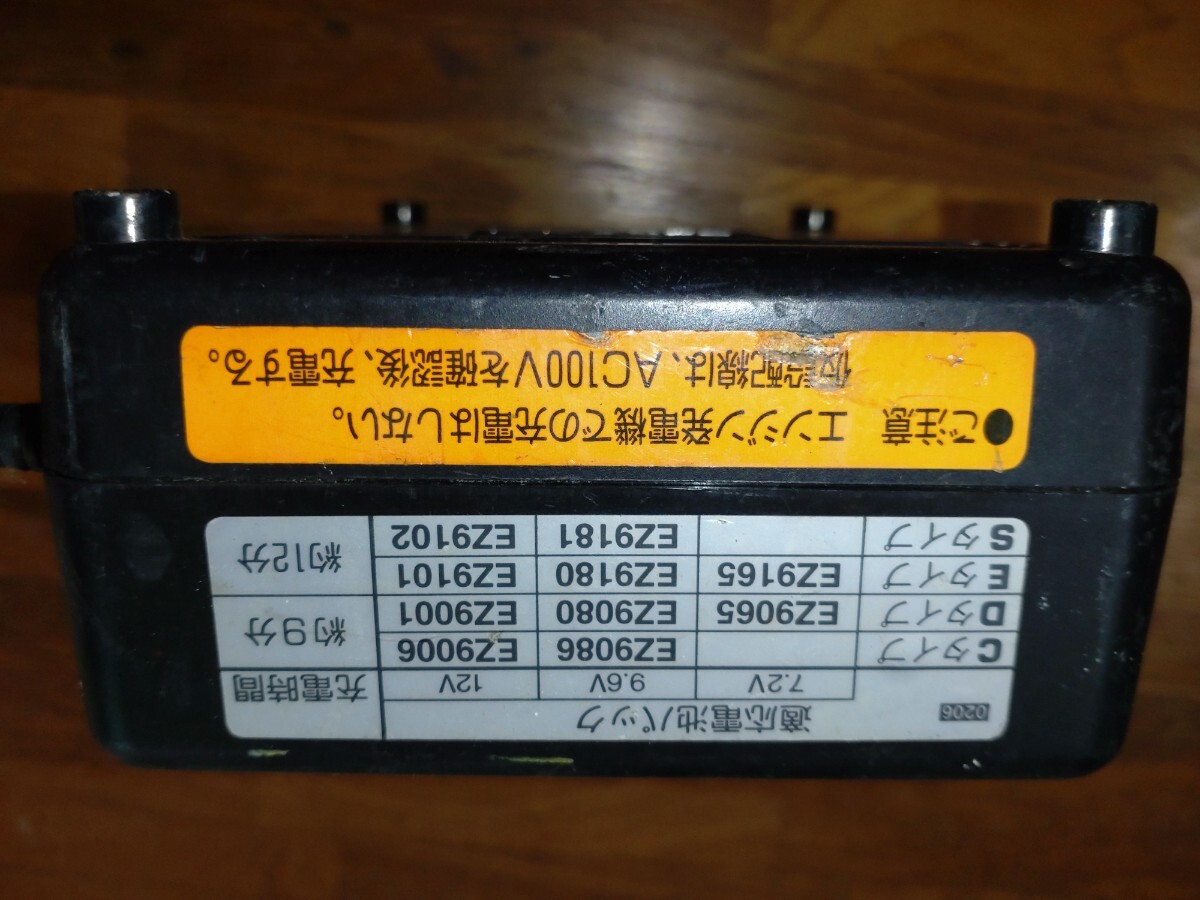 0206
適応電池パック
充電時間
7.2V 9.6V 12V
Cタイプ EZ9086 EZ9006
約9分
Dタイプ EZ9065 EZ9080 EZ9001
Eタイプ EZ9165 EZ9180 EZ9101
約12分
Sタイプ EZ9181 EZ9102
●ご注意 エンジン発電機での充電はしない。
仮設配線は、AC100Vを確認後、充電する。